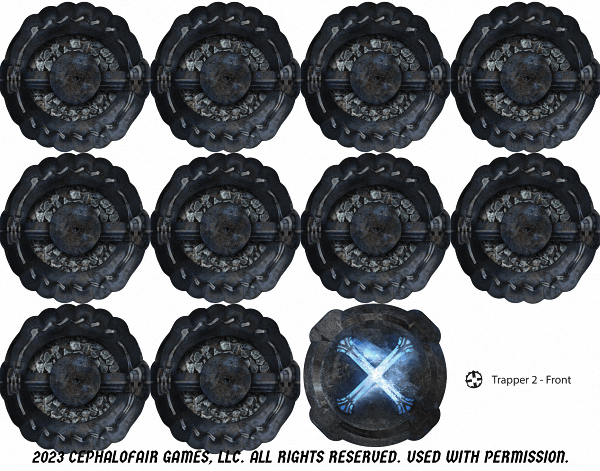 Trapper 2 - Front
2023 CEPHALOFAIR GAMES, LLC. ALL RIGHTS RESERVED. USED WITH PERMISSION.